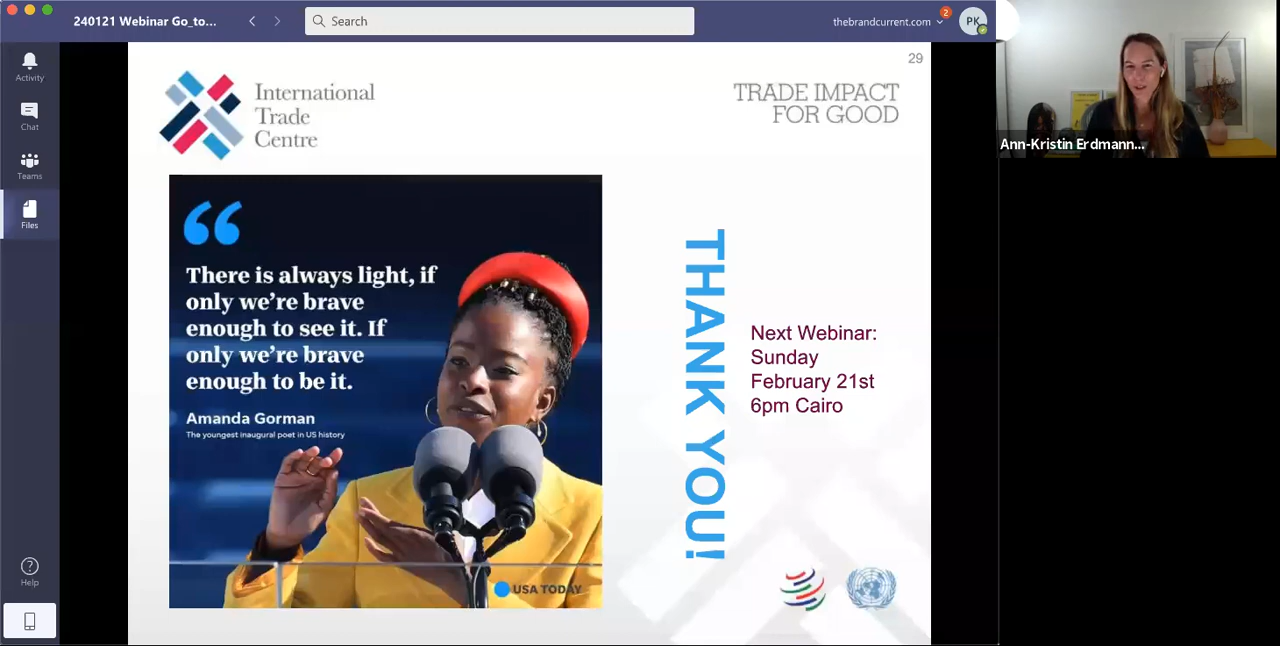 240121 Webinar Go_to...
Search
thebrandcurrent.com
2
PK
Activity
Chat
Teams
Files
Help
29
International
Trade
Centre
TRADE IMPACT
FOR GOOD
There is always light, if
only we’re brave
enough to see it. If
only we’re brave
enough to be it.
Amanda Gorman
The youngest inaugural poet in US history
USA TODAY
THANK YOU!
Next Webinar:
Sunday
February 21st
6pm Cairo
Ann-Kristin Erdmann...